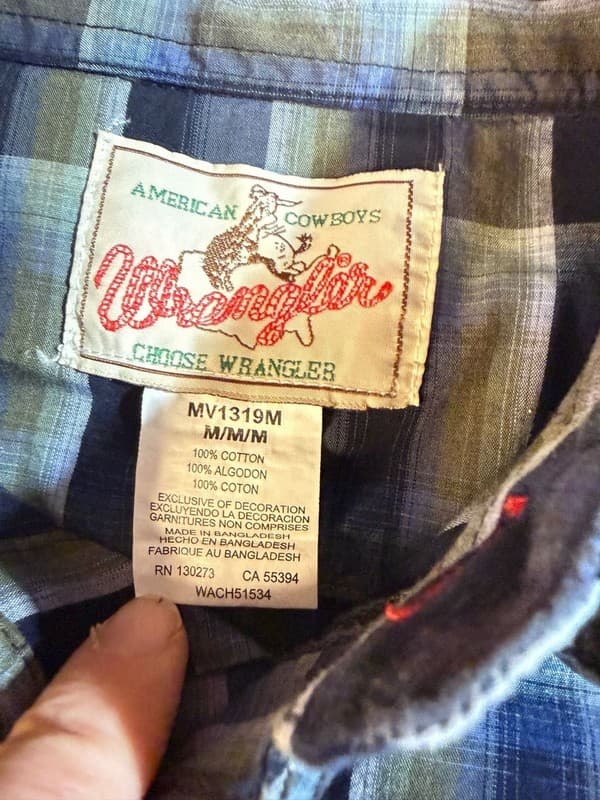 AMERICAN COWBOYS
Wrangler®
CHOOSE WRANGLER
MV1319M
M/M/M
100% COTTON
100% ALGODON
100% COTON
EXCLUSIVE OF DECORATION
EXCLUYENDO LA DECORACION
GARNITURES NON COMPRISES
MADE IN BANGLADESH
HECHO EN BANGLADESH
FABRIQUE AU BANGLADESH
RN 130273 CA 55394
WACH51534